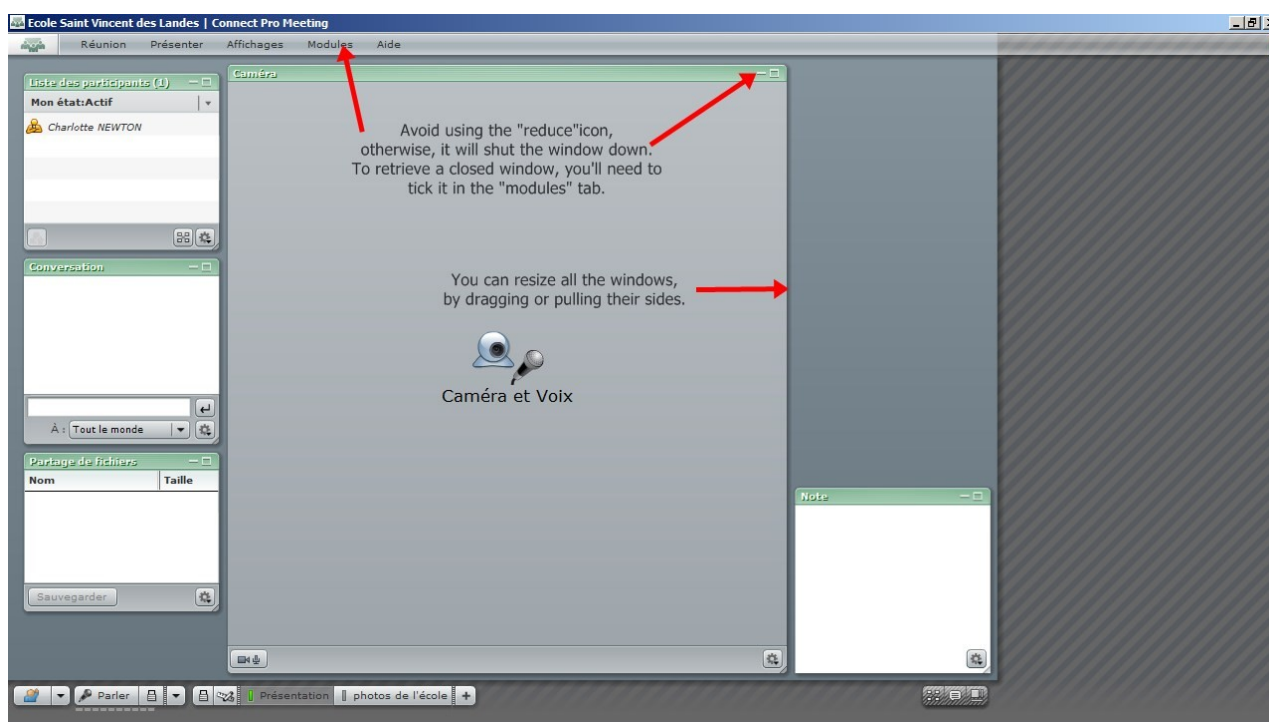 Ecole Saint Vincent des Landes | Connect Pro Meeting
Réunion Présenter Affichages Modules Aide
Liste des participants (1)
Mon état:Actif
Charlotte NEWTON
Conversation
À : Tout le monde
Partage de fichiers
Nom Taille
Sauvegarder
Caméra
Avoid using the "reduce"icon,
otherwise, it will shut the window down.
To retrieve a closed window, you'll need to
tick it in the "modules" tab.
You can resize all the windows,
by dragging or pulling their sides.
Caméra et Voix
Note
Parler Présentation photos de l'école +